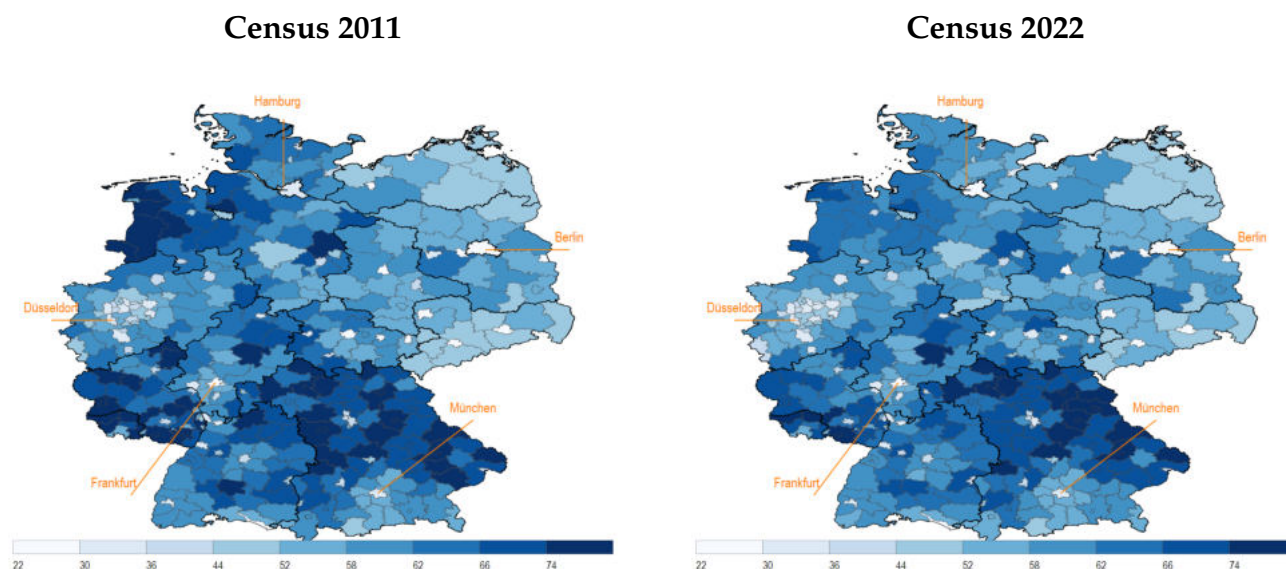 Census 2011
Census 2022
Hamburg
Berlin
Düsseldorf
München
Frankfurt
22 30 36 44 52 58 62 66 74
Hamburg
Berlin
Düsseldorf
München
Frankfurt
22 30 36 44 52 58 62 66 74